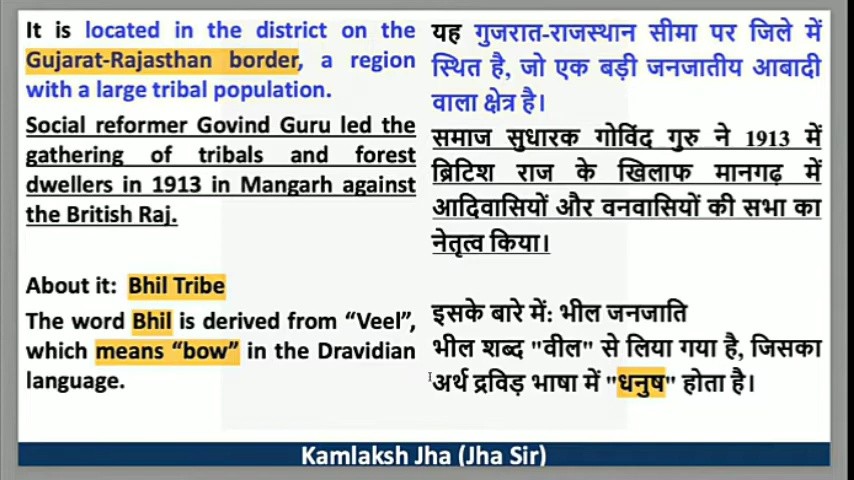 It is located in the district on the
Gujarat-Rajasthan border, a region
with a large tribal population.
Social reformer Govind Guru led the
gathering of tribals and forest
dwellers in 1913 in Mangarh against
the British Raj.
About it: Bhil Tribe
The word Bhil is derived from “Veel”,
which means “bow” in the Dravidian
language.
यह गुजरात-राजस्थान सीमा पर जिले में
स्थित है, जो एक बड़ी जनजातीय आबादी
वाला क्षेत्र है।
समाज सुधारक गोविंद गुरु ने 1913 में
ब्रिटिश राज के खिलाफ मानगढ़ में
आदिवासियों और वनवासियों की सभा का
नेतृत्व किया।
इसके बारे में: भील जनजाति
भील शब्द "वील" से लिया गया है, जिसका
अर्थ द्रविड़ भाषा में "धनुष" होता है।
Kamlaksh Jha (Jha Sir)